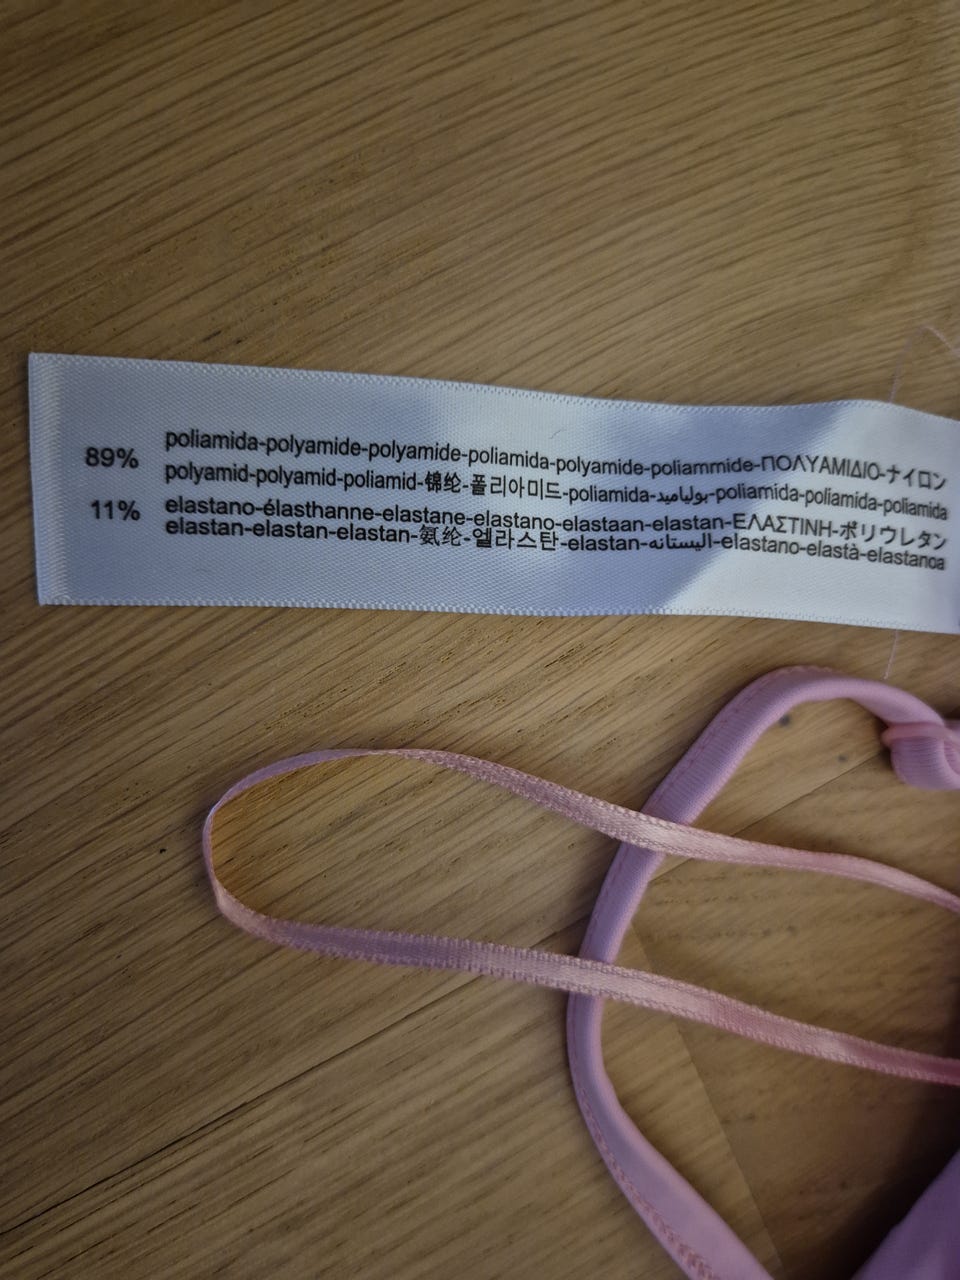 89% poliamida-polyamide-polyamide-poliamida-polyamide-poliammide-ΠΟΛΥΑΜΙΔΙΟ-ナイロン
polyamid-polyamid-poliamid-锦纶-폴리아미드-poliamida-بولياميد-poliamida-poliamida-poliamida
11% elastano-élasthanne-elastane-elastano-elastaan-elastan-ΕΛΑΣΤΙΝΗ-ポリウレタン
elastan-elastan-elastan-氨纶-엘라스탄-elastan-اليستانه-elastano-elastà-elastanoa